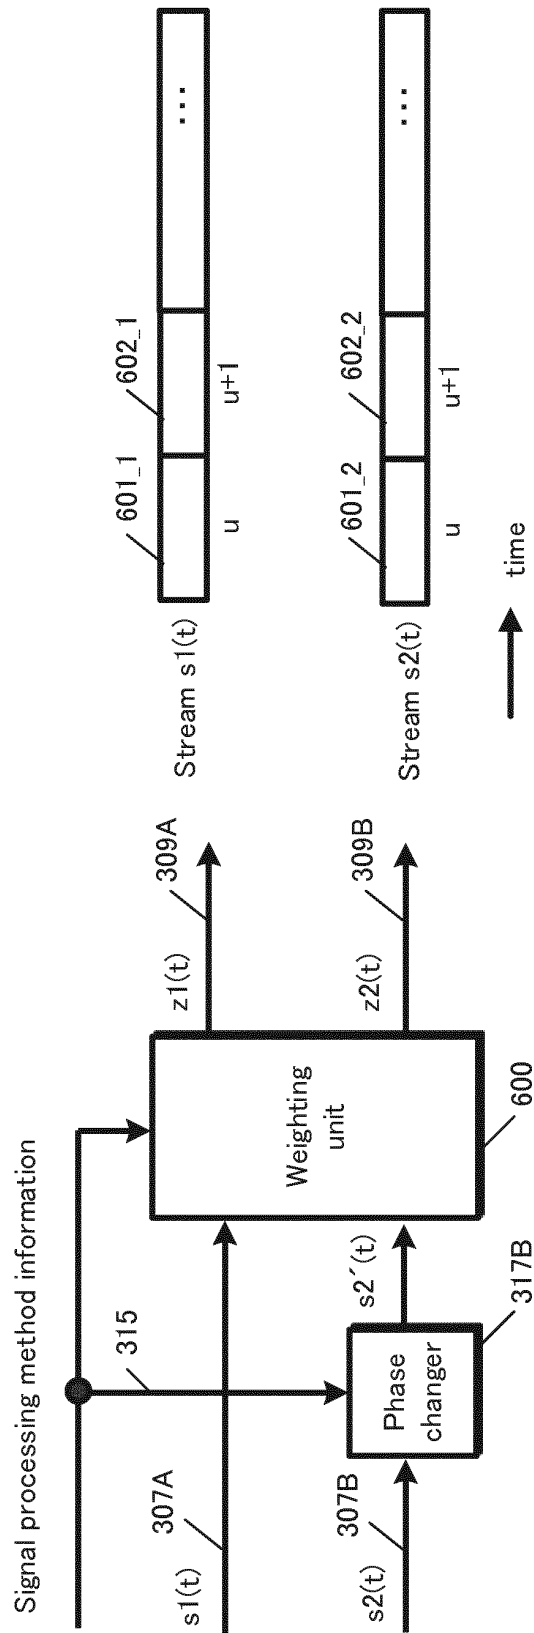 Signal processing method information
315
s1(t)
307A
s2(t)
307B
Phase
changer
317B
s2´(t)
Weighting
unit
600
z1(t)
309A
z2(t)
309B
Stream s1(t)
601_1
602_1
...
u
u+1
Stream s2(t)
601_2
602_2
...
u
u+1
time